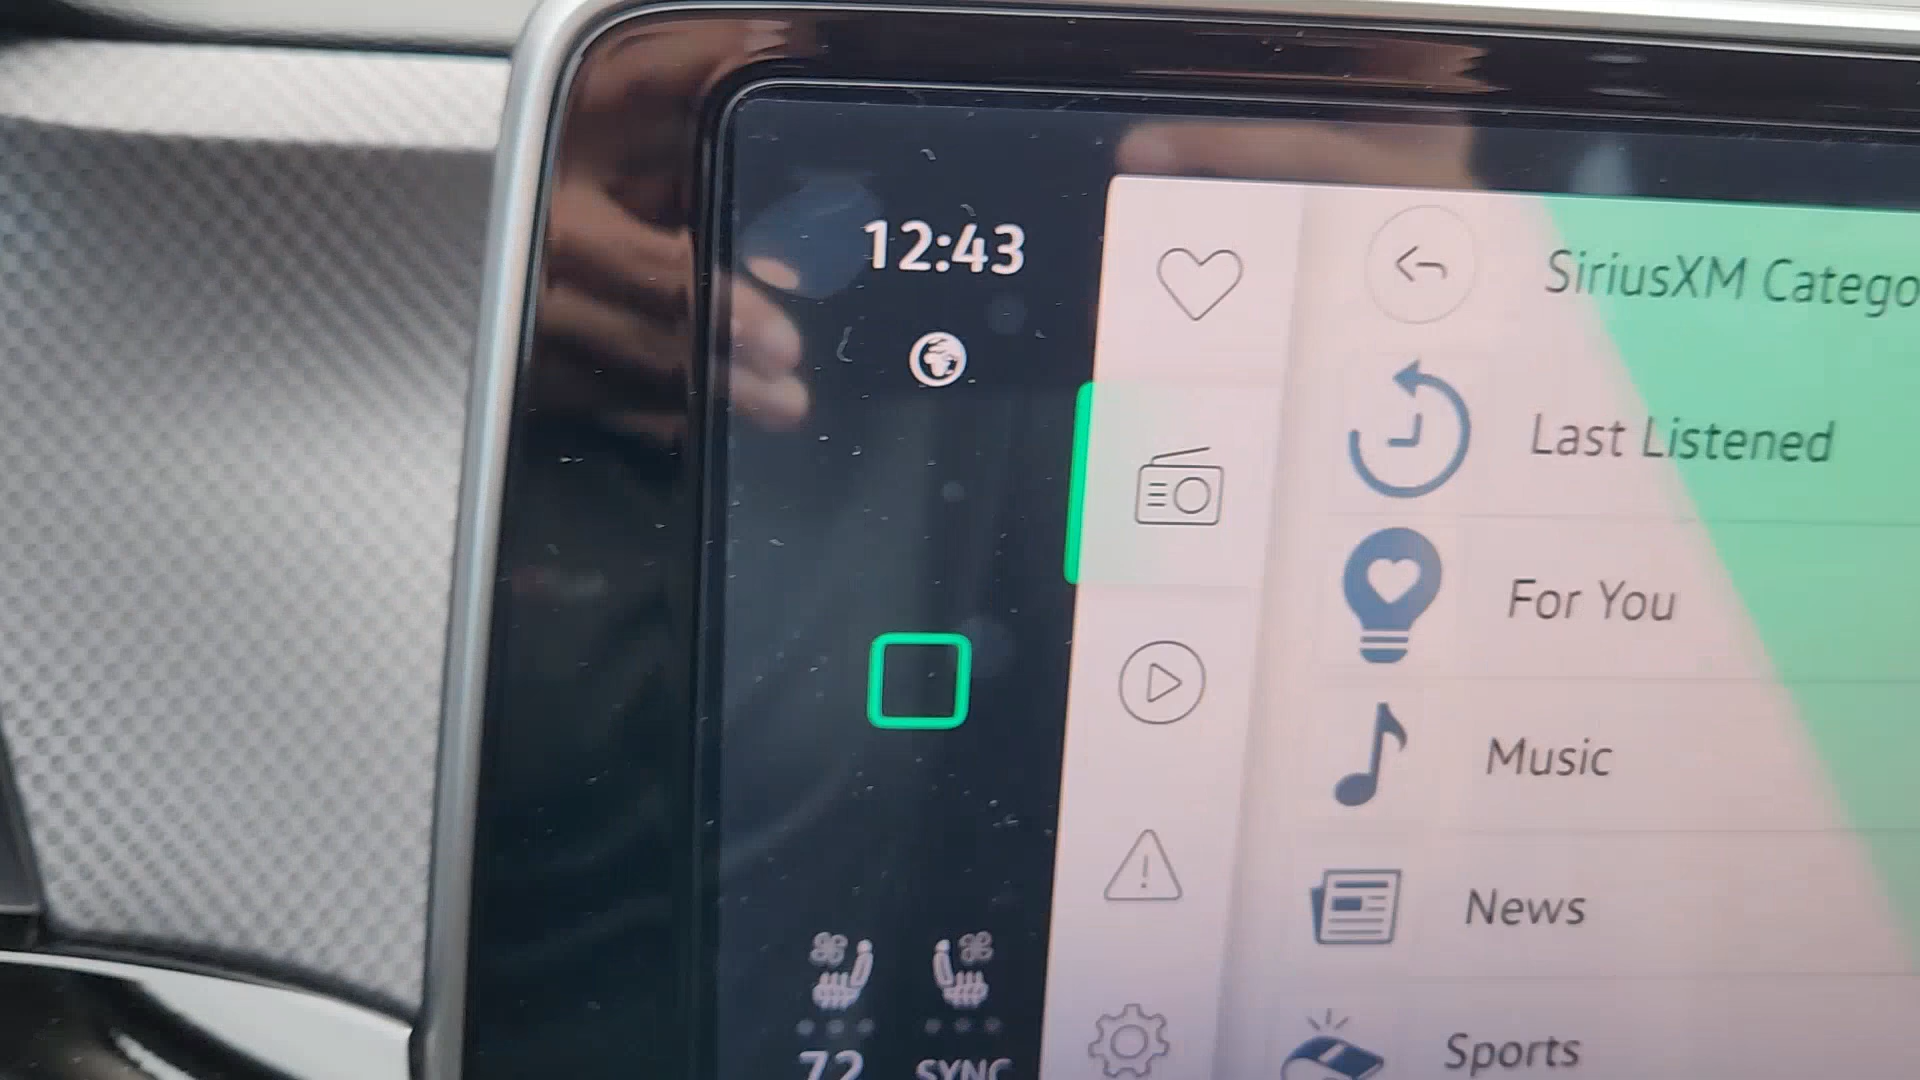 12:43
SiriusXM Catego
Last Listened
For You
Music
News
Sports
72
SYNC